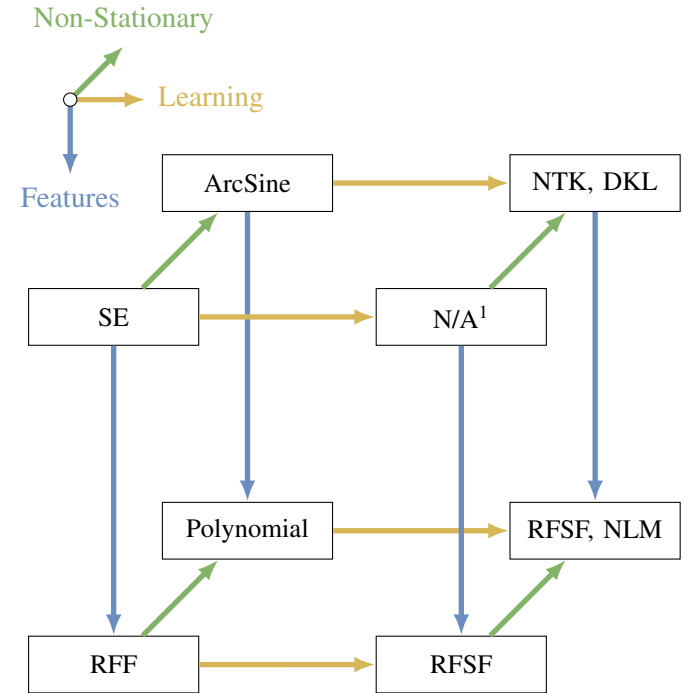 Non-Stationary
Learning
Features
ArcSine
NTK, DKL
SE
N/A¹
Polynomial
RFSF, NLM
RFF
RFSF